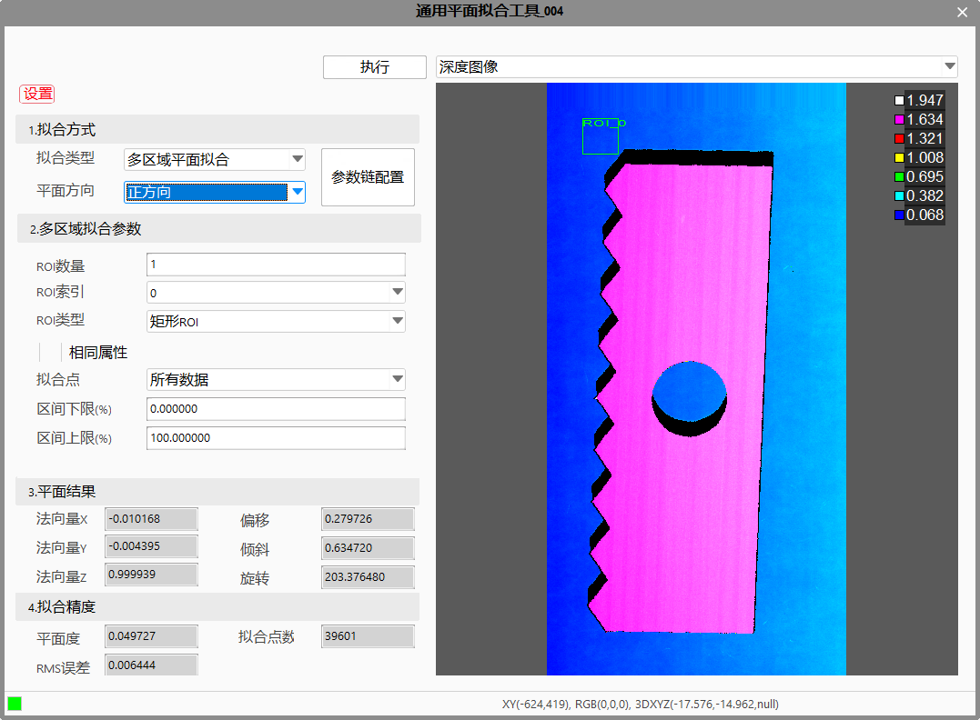 通用平面拟合工具_004
执行
深度图像
设置
1.拟合方式
拟合类型
多区域平面拟合
平面方向
正方向
参数链配置
2.多区域拟合参数
ROI数量
1
ROI索引
0
ROI类型
矩形ROI
相同属性
拟合点
所有数据
区间下限(%)
0.000000
区间上限(%)
100.000000
3.平面结果
法向量X
-0.010168
偏移
0.279726
法向量Y
-0.004395
倾斜
0.634720
法向量Z
0.999939
旋转
203.376480
4.拟合精度
平面度
0.049727
拟合点数
39601
RMS误差
0.006444
ROI_0
1.947
1.634
1.321
1.008
0.695
0.382
0.068
XY(-624,419), RGB(0,0,0), 3DXYZ(-17.576,-14.962,null)